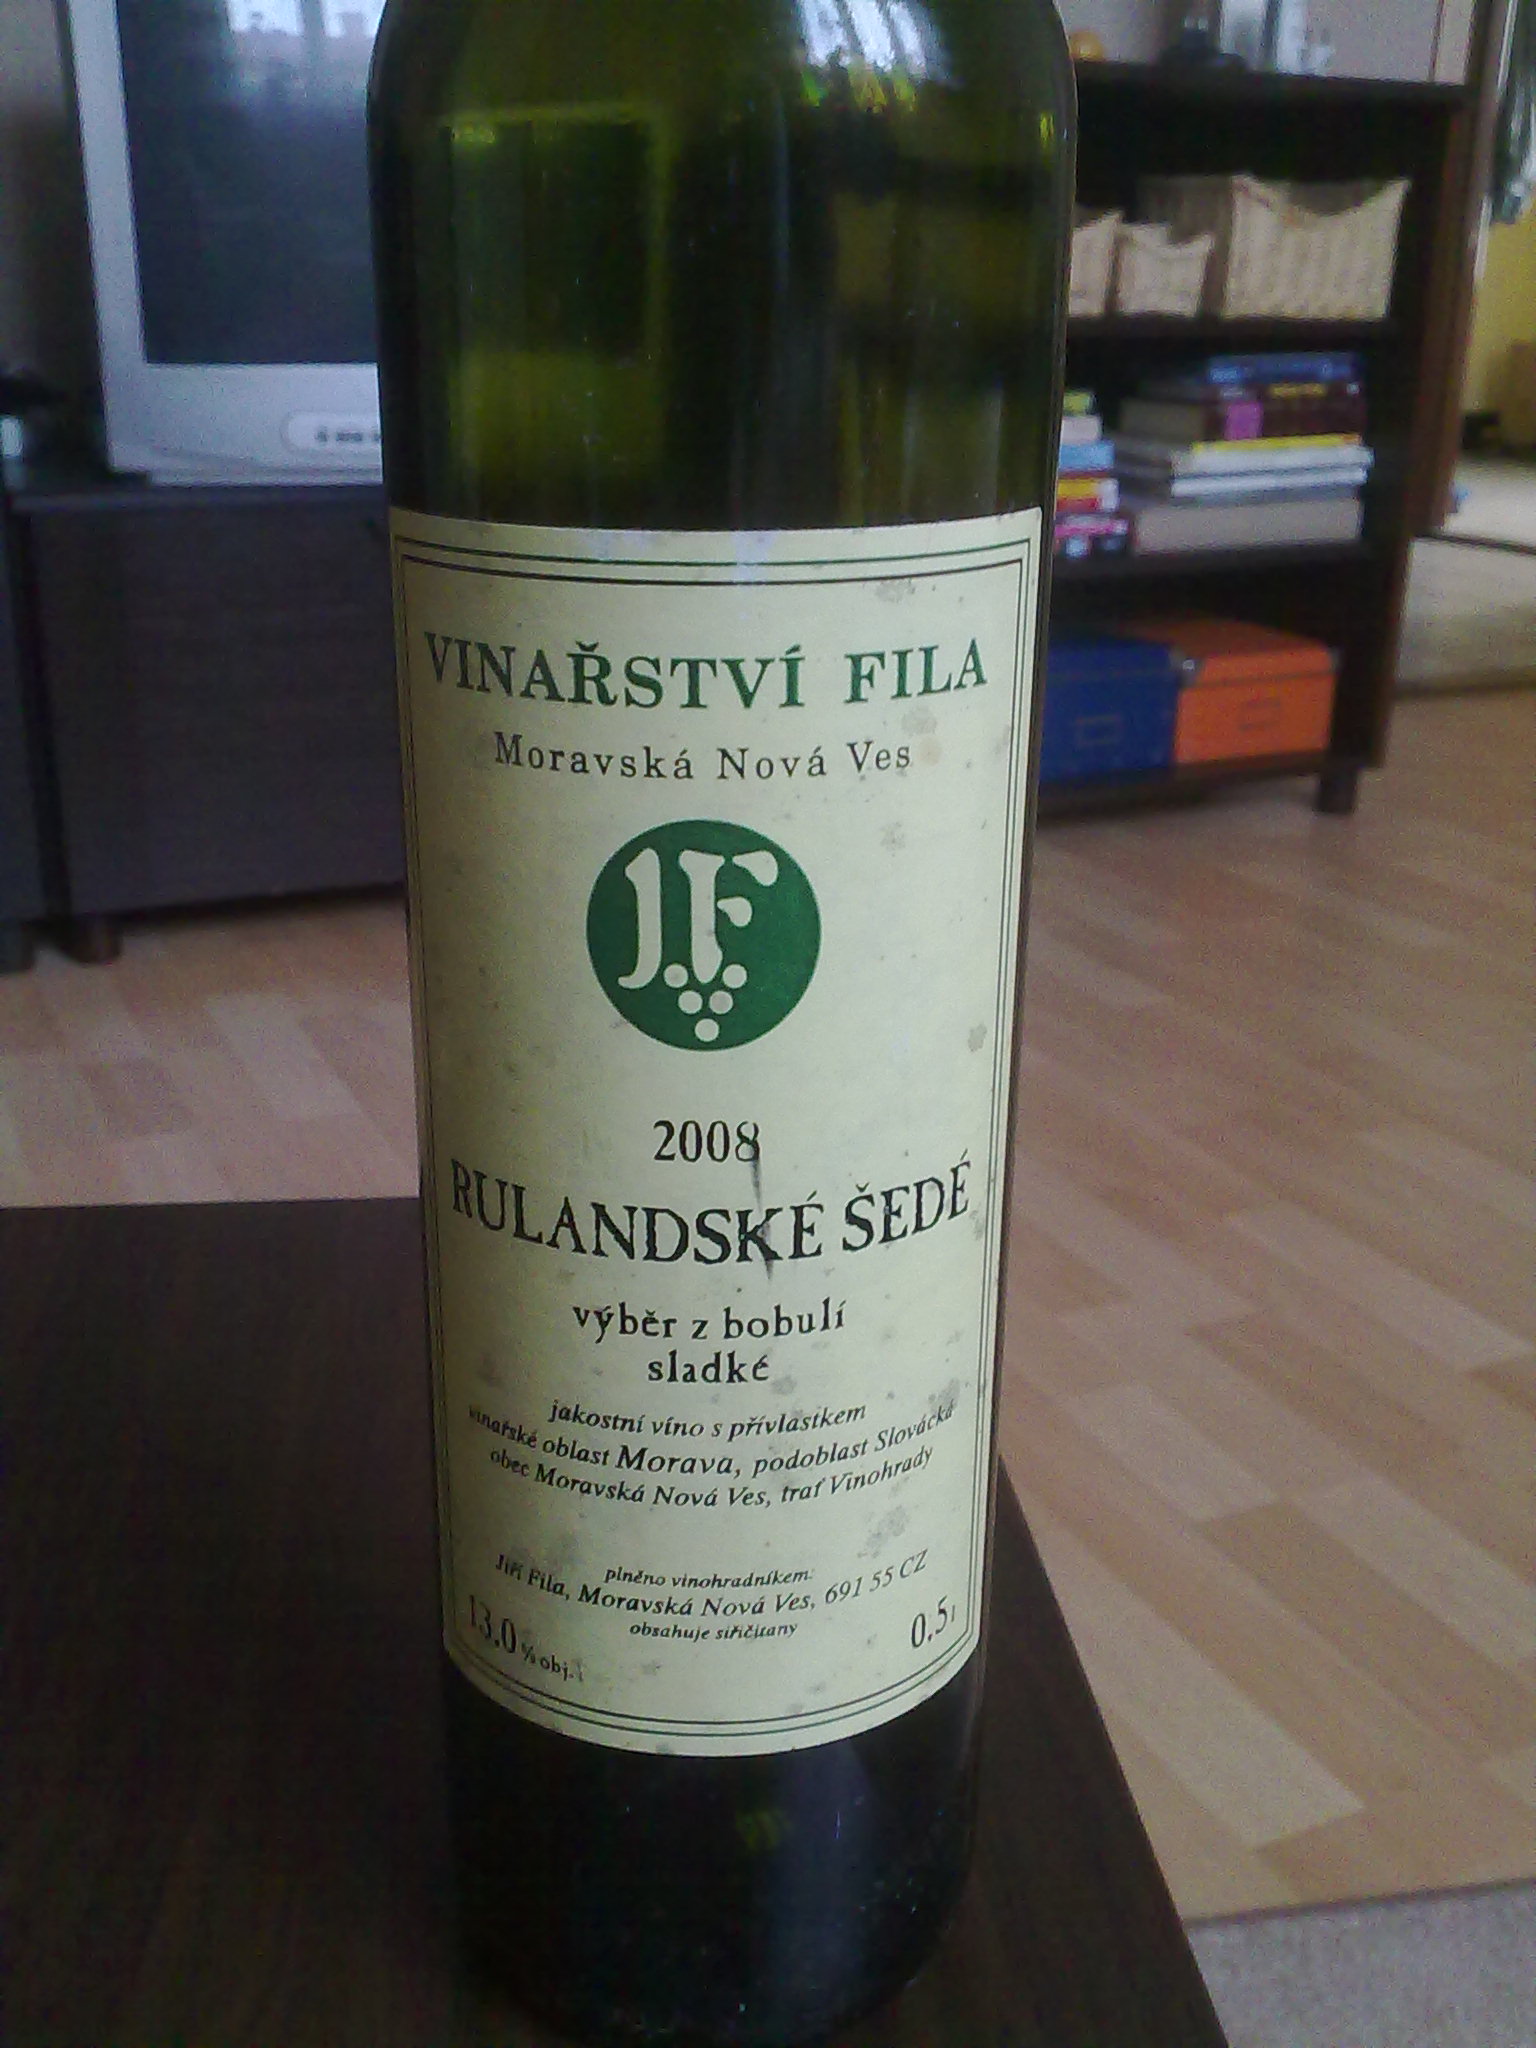 VINAŘSTVÍ FILA
Moravská Nová Ves
J.F
2008
RULANDSKÉ ŠEDÉ
výběr z bobulí
sladké
jakostní víno s přívlastkem
vinařské oblast Morava, podoblast Slovácká
obec Moravská Nová Ves, trať Vinohrady
plněno vinohradníkem:
Jiří Fila, Moravská Nová Ves, 691 55 CZ
obsahuje siřičitany
13.0 % obj.
0.5 l